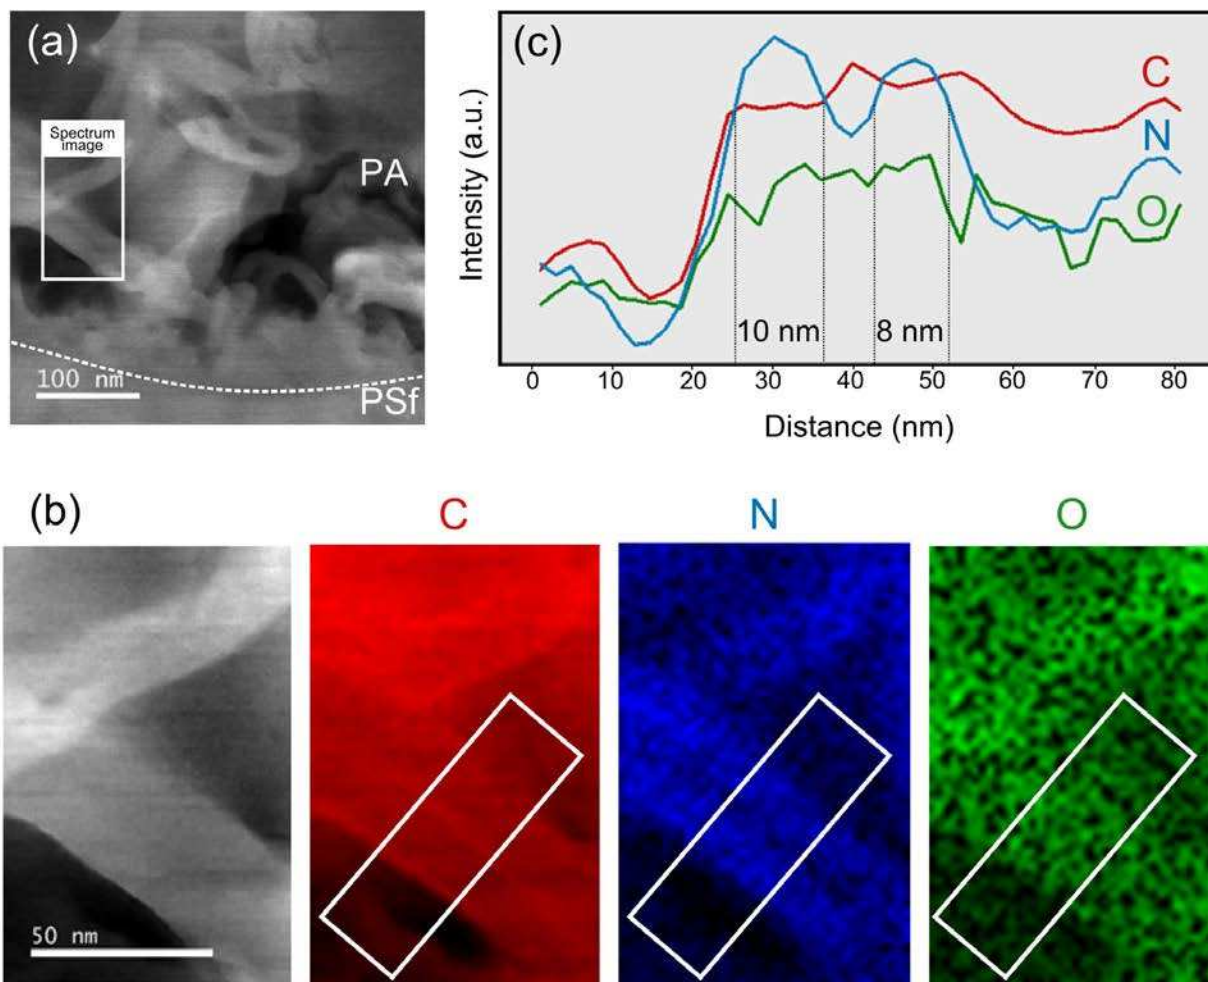 (a)
Spectrum
image
PA
100 nm
PSf
(c)
Intensity (a.u.)
C
N
O
10 nm
8 nm
0 10 20 30 40 50 60 70 80
Distance (nm)
(b)
C
N
O
50 nm